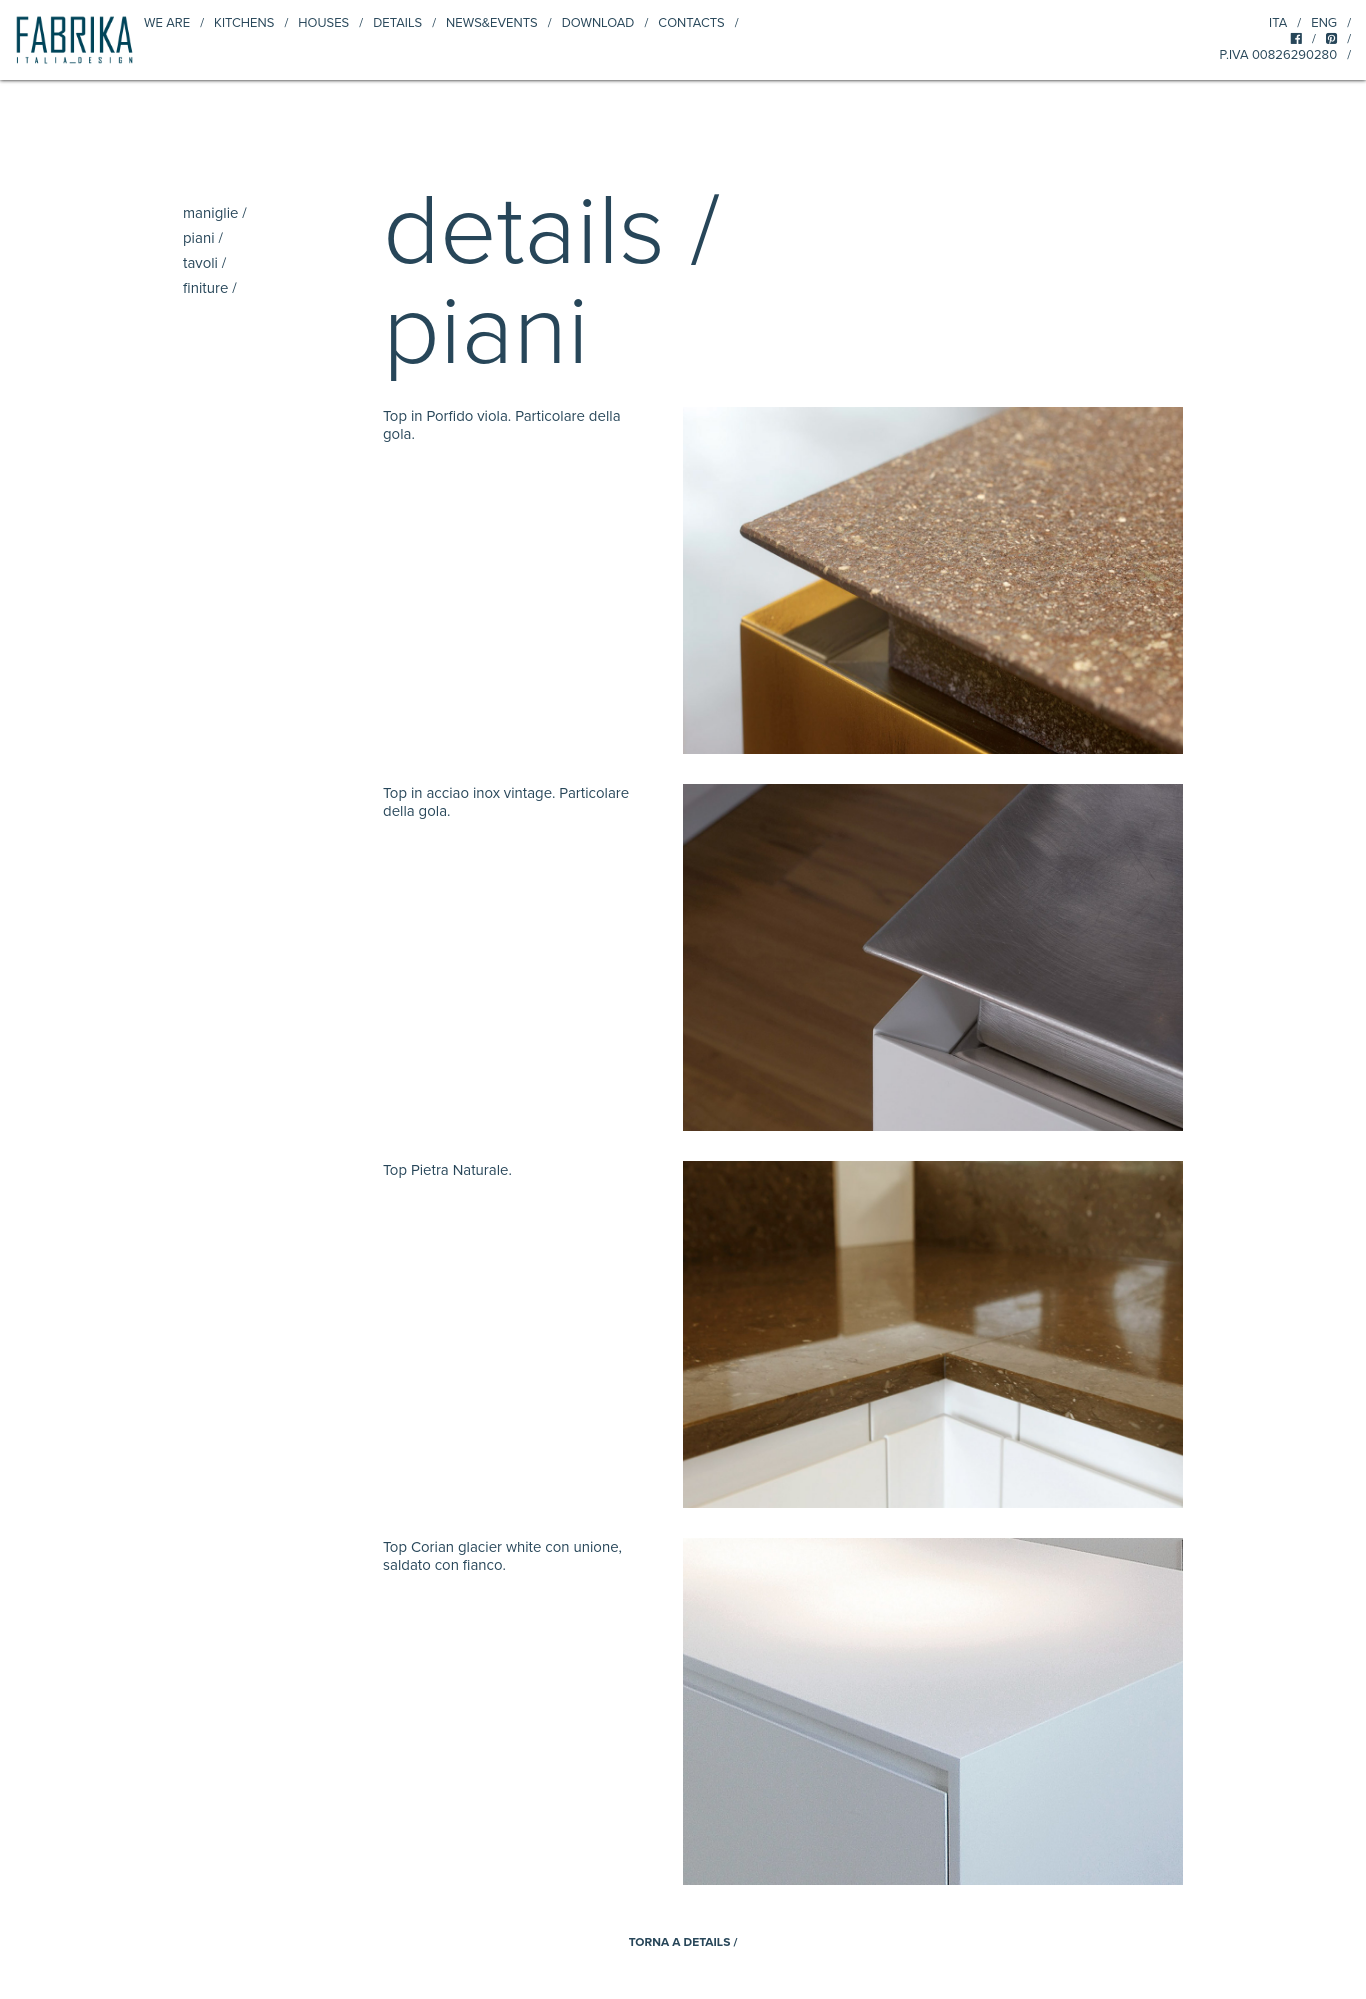 FABRIKA
ITALIA_DESIGN
WE ARE / KITCHENS / HOUSES / DETAILS / NEWS&EVENTS / DOWNLOAD / CONTACTS /
ITA / ENG /
/ /
P.IVA 00826290280 /
maniglie /
piani /
tavoli /
finiture /
details /
piani
Top in Porfido viola. Particolare della
gola.
Top in acciao inox vintage. Particolare
della gola.
Top Pietra Naturale.
Top Corian glacier white con unione,
saldato con fianco.
TORNA A DETAILS /